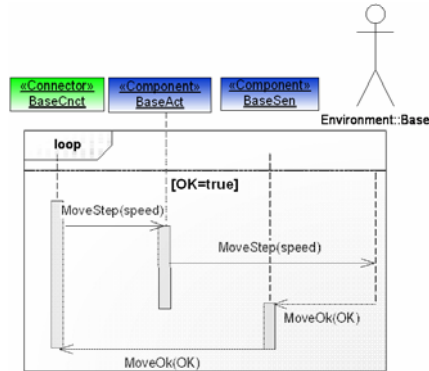 «Connector»
BaseCnct
«Component»
BaseAct
«Component»
BaseSen
Environment::Base
loop
[OK=true]
MoveStep(speed)
MoveStep(speed)
MoveOk(OK)
MoveOk(OK)